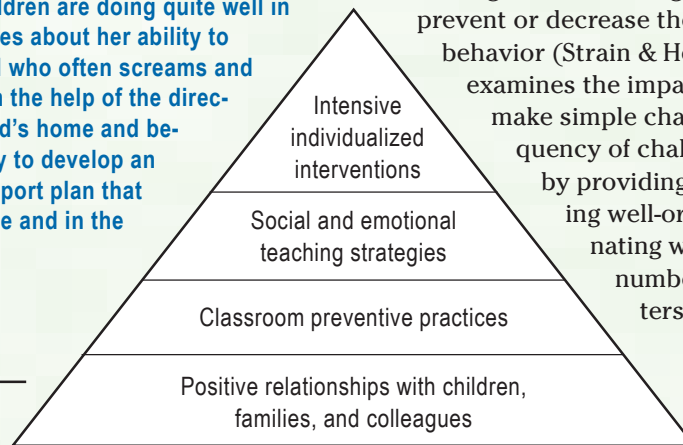 ldren are doing quite well in
es about her ability to
who often screams and
the help of the direc-
d's home and be-
y to develop an
port plan that
e and in the
Intensive
individualized
interventions
Social and emotional
teaching strategies
Classroom preventive practices
Positive relationships with children,
families, and colleagues
prevent or decrease the
behavior (Strain & He
examines the impa
make simple cha
quency of chal
by providing
ing well-or
nating w
numbe
ters